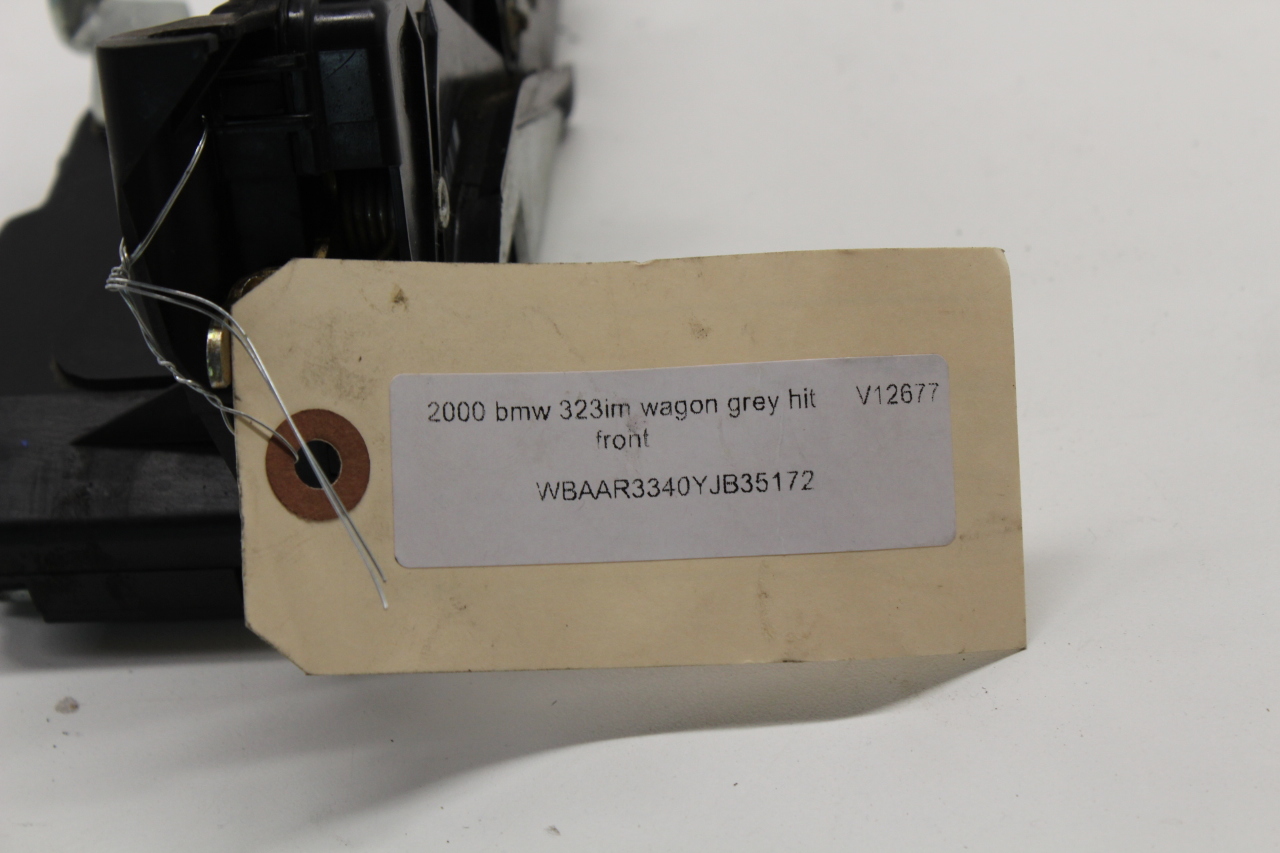 2000 bmw 323im wagon grey hit V12677
front
WBAAR3340YJB35172